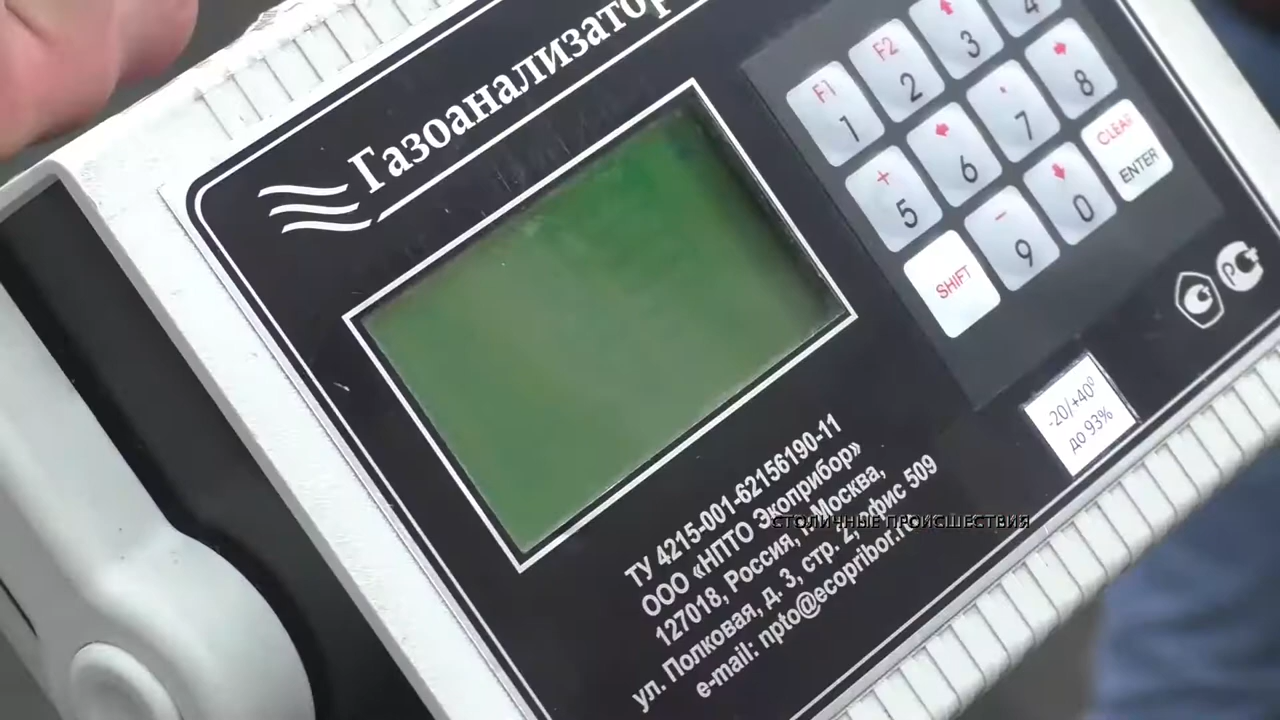 Газоанализатор
F1 F2
1 2 3 4
+
5 6 7 8
SHIFT 9 0 CLEAR ENTER
-20/+40⁰
до 93%
ТУ 4215-001-62156190-11
ООО «НПТО Экоприбор»
127018, Россия, г. Москва,
ул. Полковая, д. 3, стр. 2, офис 509
e-mail: npto@ecopribor.r
СТОЛИЧНЫЕ ПРОИСШЕСТВИЯ